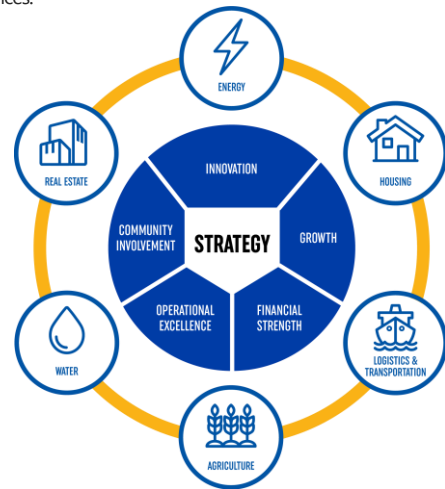 ENERGY
REAL ESTATE
HOUSING
INNOVATION
COMMUNITY
INVOLVEMENT
STRATEGY
GROWTH
OPERATIONAL
EXCELLENCE
FINANCIAL
STRENGTH
WATER
LOGISTICS &
TRANSPORTATION
AGRICULTURE